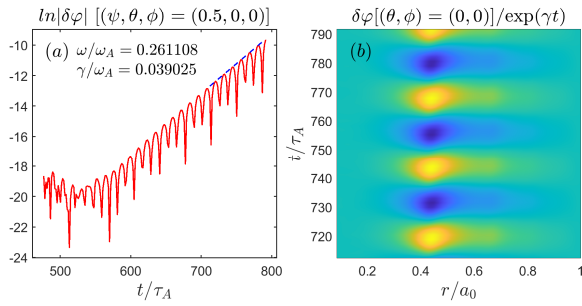 ln|δφ| [(ψ, θ, ϕ) = (0.5, 0, 0)]
(a)
ω/ω_A = 0.261108
γ/ω_A = 0.039025
-10
-12
-14
-16
-18
-20
-22
-24
500
600
700
800
t/τ_A
δφ[(θ, ϕ) = (0, 0)]/exp(γt)
(b)
790
780
770
760
750
740
730
720
t/τ_A
0.2
0.4
0.6
0.8
1
r/a_0